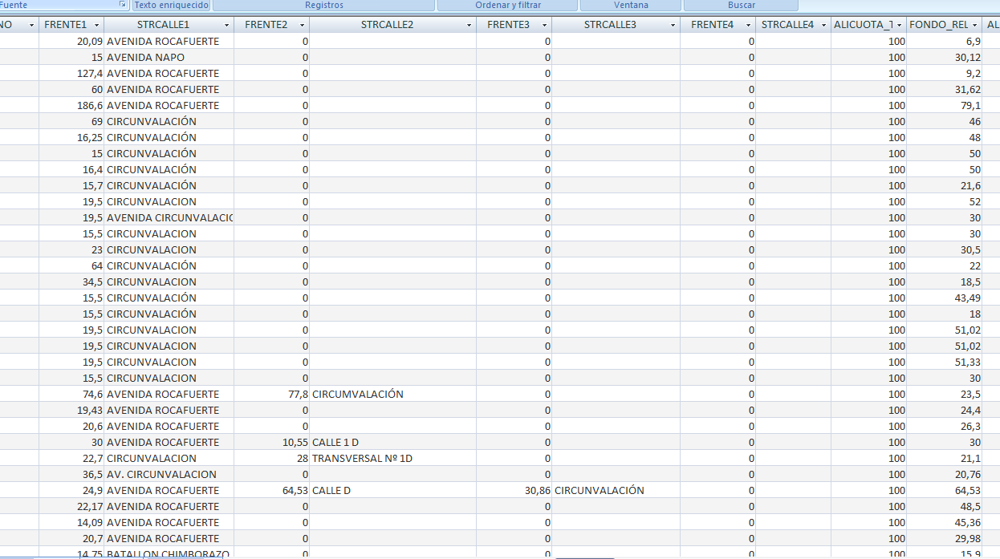 Fuente Texto enriquecido Registros Ordenar y filtrar Ventana Buscar
NO FRENTE1 STRCALLE1 FRENTE2 STRCALLE2 FRENTE3 STRCALLE3 FRENTE4 STRCALLE4 ALICUOTA_T FONDO_REL AL
20,09 AVENIDA ROCAFUERTE 0 0 0 100 6,9
15 AVENIDA NAPO 0 0 0 100 30,12
127,4 AVENIDA ROCAFUERTE 0 0 0 100 9,2
60 AVENIDA ROCAFUERTE 0 0 0 100 31,62
186,6 AVENIDA ROCAFUERTE 0 0 0 100 79,1
69 CIRCUNVALACIÓN 0 0 0 100 46
16,25 CIRCUNVALACIÓN 0 0 0 100 48
15 CIRCUNVALACIÓN 0 0 0 100 50
16,4 CIRCUNVALACIÓN 0 0 0 100 50
15,7 CIRCUNVALACIÓN 0 0 0 100 21,6
19,5 CIRCUNVALACION 0 0 0 100 52
19,5 AVENIDA CIRCUNVALACIO 0 0 0 100 30
15,5 CIRCUNVALACION 0 0 0 100 30
23 CIRCUNVALACION 0 0 0 100 30,5
64 CIRCUNVALACIÓN 0 0 0 100 22
34,5 CIRCUNVALACION 0 0 0 100 18,5
15,5 CIRCUNVALACIÓN 0 0 0 100 43,49
15,5 CIRCUNVALACIÓN 0 0 0 100 18
19,5 CIRCUNVALACION 0 0 0 100 51,02
19,5 CIRCUNVALACION 0 0 0 100 51,02
19,5 CIRCUNVALACION 0 0 0 100 51,33
15,5 CIRCUNVALACION 0 0 0 100 30
74,6 AVENIDA ROCAFUERTE 77,8 CIRCUMVALACIÓN 0 0 100 23,5
19,43 AVENIDA ROCAFUERTE 0 0 0 100 24,4
20,6 AVENIDA ROCAFUERTE 0 0 0 100 26,3
30 AVENIDA ROCAFUERTE 10,55 CALLE 1 D 0 0 100 30
22,7 CIRCUNVALACION 28 TRANSVERSAL Nº 1D 0 0 100 21,1
36,5 AV. CIRCUNVALACION 0 0 0 100 20,76
24,9 AVENIDA ROCAFUERTE 64,53 CALLE D 30,86 CIRCUNVALACIÓN 0 100 64,53
22,17 AVENIDA ROCAFUERTE 0 0 0 100 48,5
14,09 AVENIDA ROCAFUERTE 0 0 0 100 45,36
20,7 AVENIDA ROCAFUERTE 0 0 0 100 29,98
14,75 BATALLON CHIMBORAZO 0 0 0 100 15,9